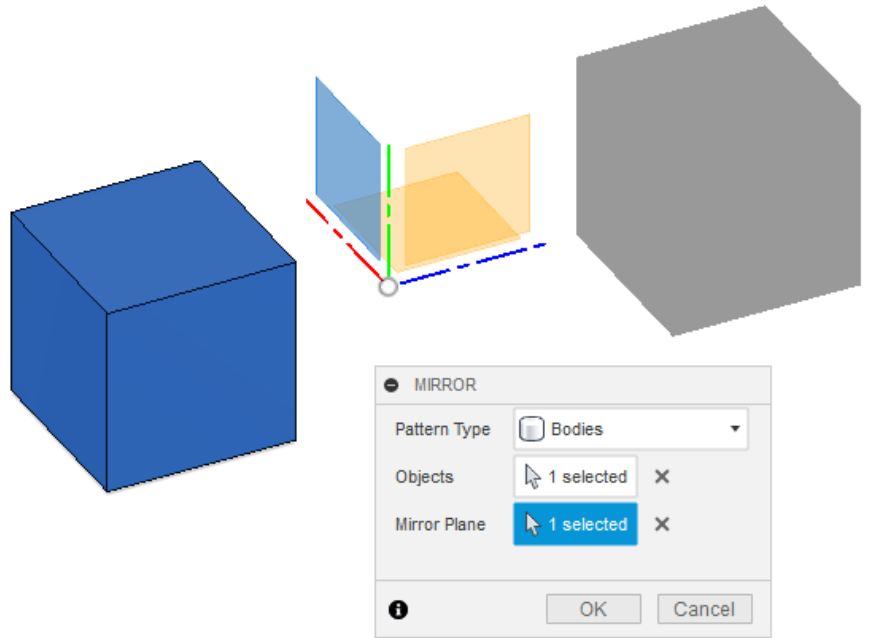 MIRROR
Pattern Type Bodies
Objects 1 selected
Mirror Plane 1 selected
OK Cancel